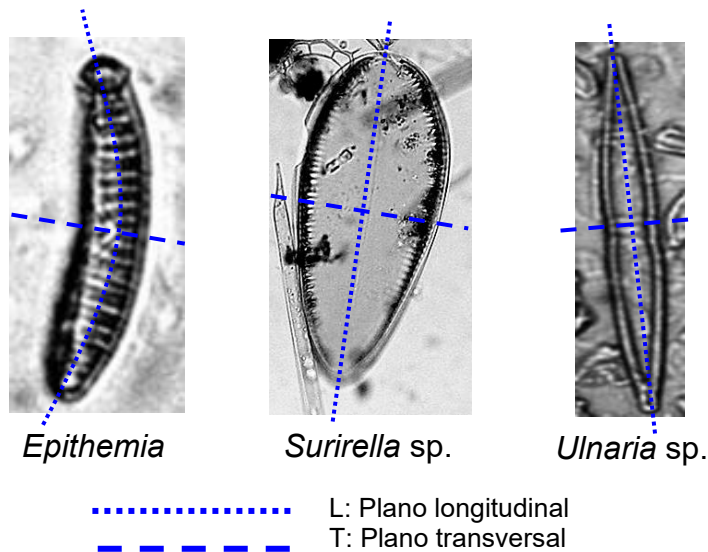 Epithemia
Surirella sp.
Ulnaria sp.
L: Plano longitudinal
T: Plano transversal